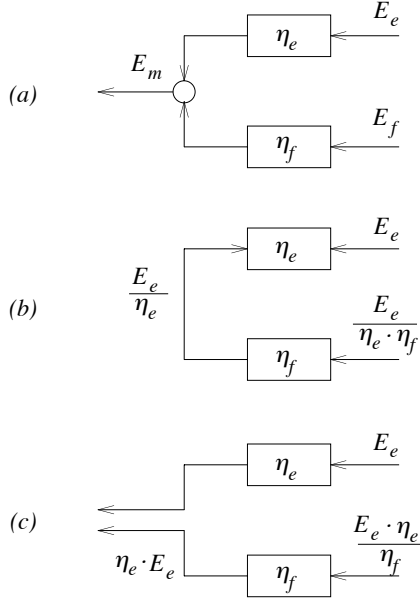 E_e
η_e
E_m
(a)
E_f
η_f
E_e
η_e
E_e / η_e
(b)
E_e / η_e · η_f
η_f
E_e
η_e
(c)
η_e · E_e
E_e · η_e / η_f
η_f